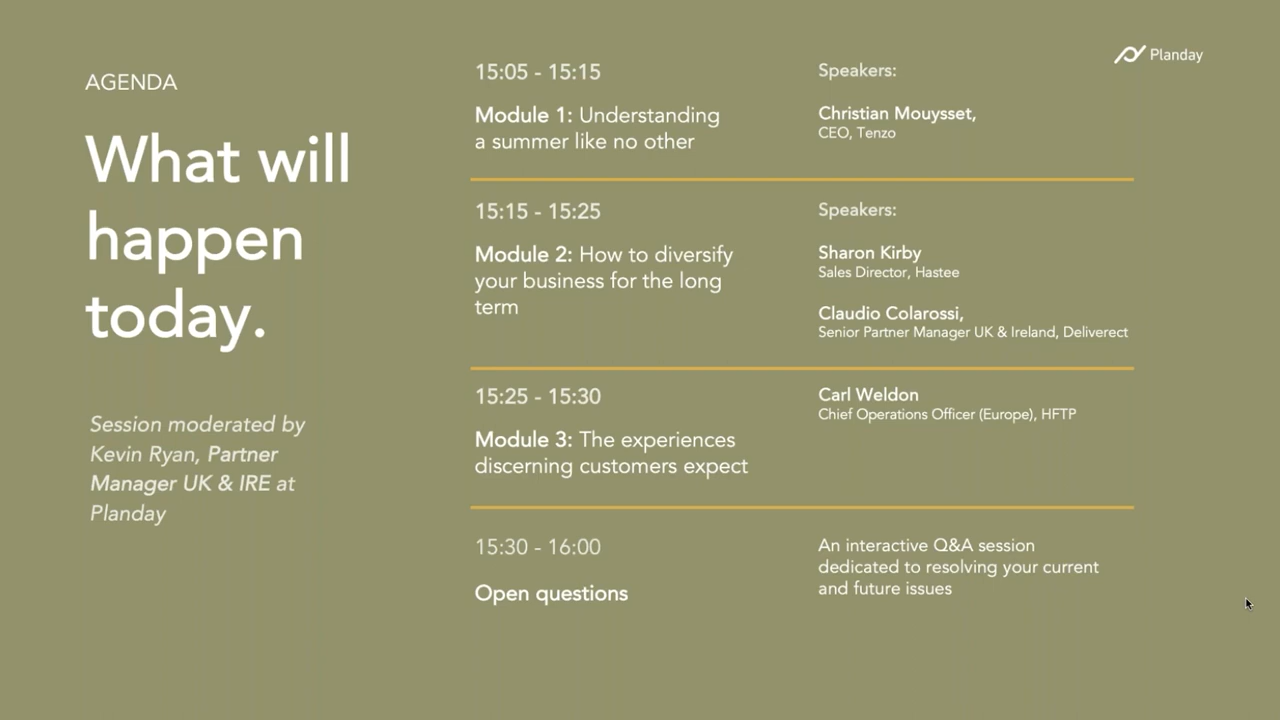 AGENDA
What will
happen
today.
Session moderated by
Kevin Ryan, Partner
Manager UK & IRE at
Planday
15:05 - 15:15
Module 1: Understanding
a summer like no other
Speakers:
Christian Mouysset,
CEO, Tenzo
15:15 - 15:25
Module 2: How to diversify
your business for the long
term
Speakers:
Sharon Kirby
Sales Director, Hastee
Claudio Colarossi,
Senior Partner Manager UK & Ireland, Deliverect
15:25 - 15:30
Module 3: The experiences
discerning customers expect
Carl Weldon
Chief Operations Officer (Europe), HFTP
15:30 - 16:00
Open questions
An interactive Q&A session
dedicated to resolving your current
and future issues
Planday